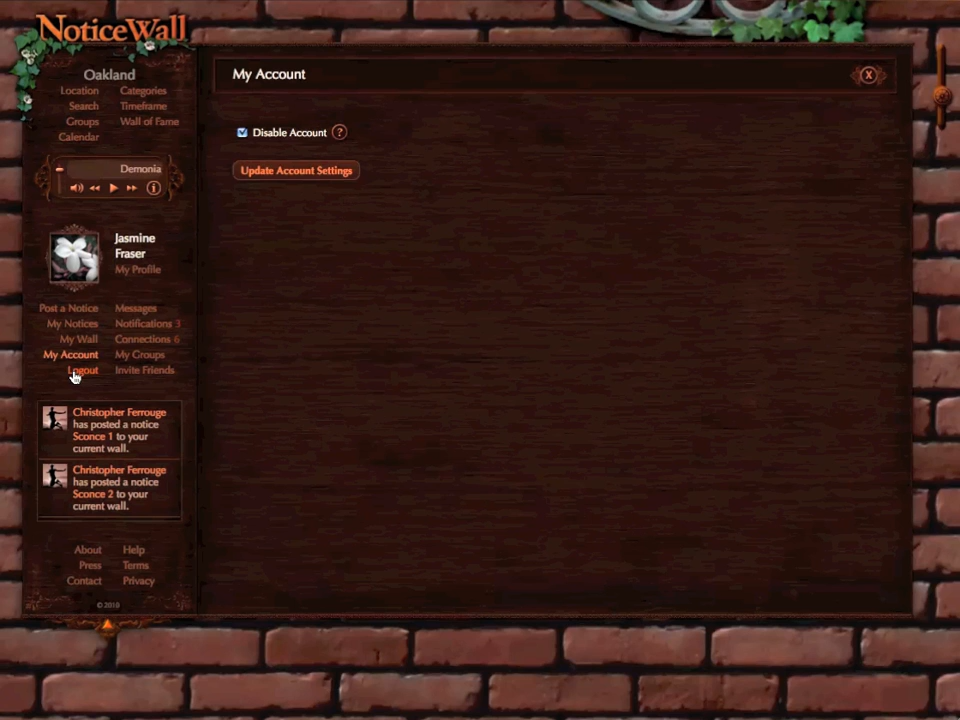 NoticeWall
Oakland
Location Categories
Search Timeframe
Groups Wall of Fame
Calendar
Demonia
Jasmine
Fraser
My Profile
Post a Notice Messages
My Notices Notifications 3
My Wall Connections 6
My Account My Groups
Logout Invite Friends
Christopher Ferrouge
has posted a notice
Sconce 1 to your
current wall.
Christopher Ferrouge
has posted a notice
Sconce 2 to your
current wall.
About Help
Press Terms
Contact Privacy
© 2010
My Account
X
Disable Account ?
Update Account Settings